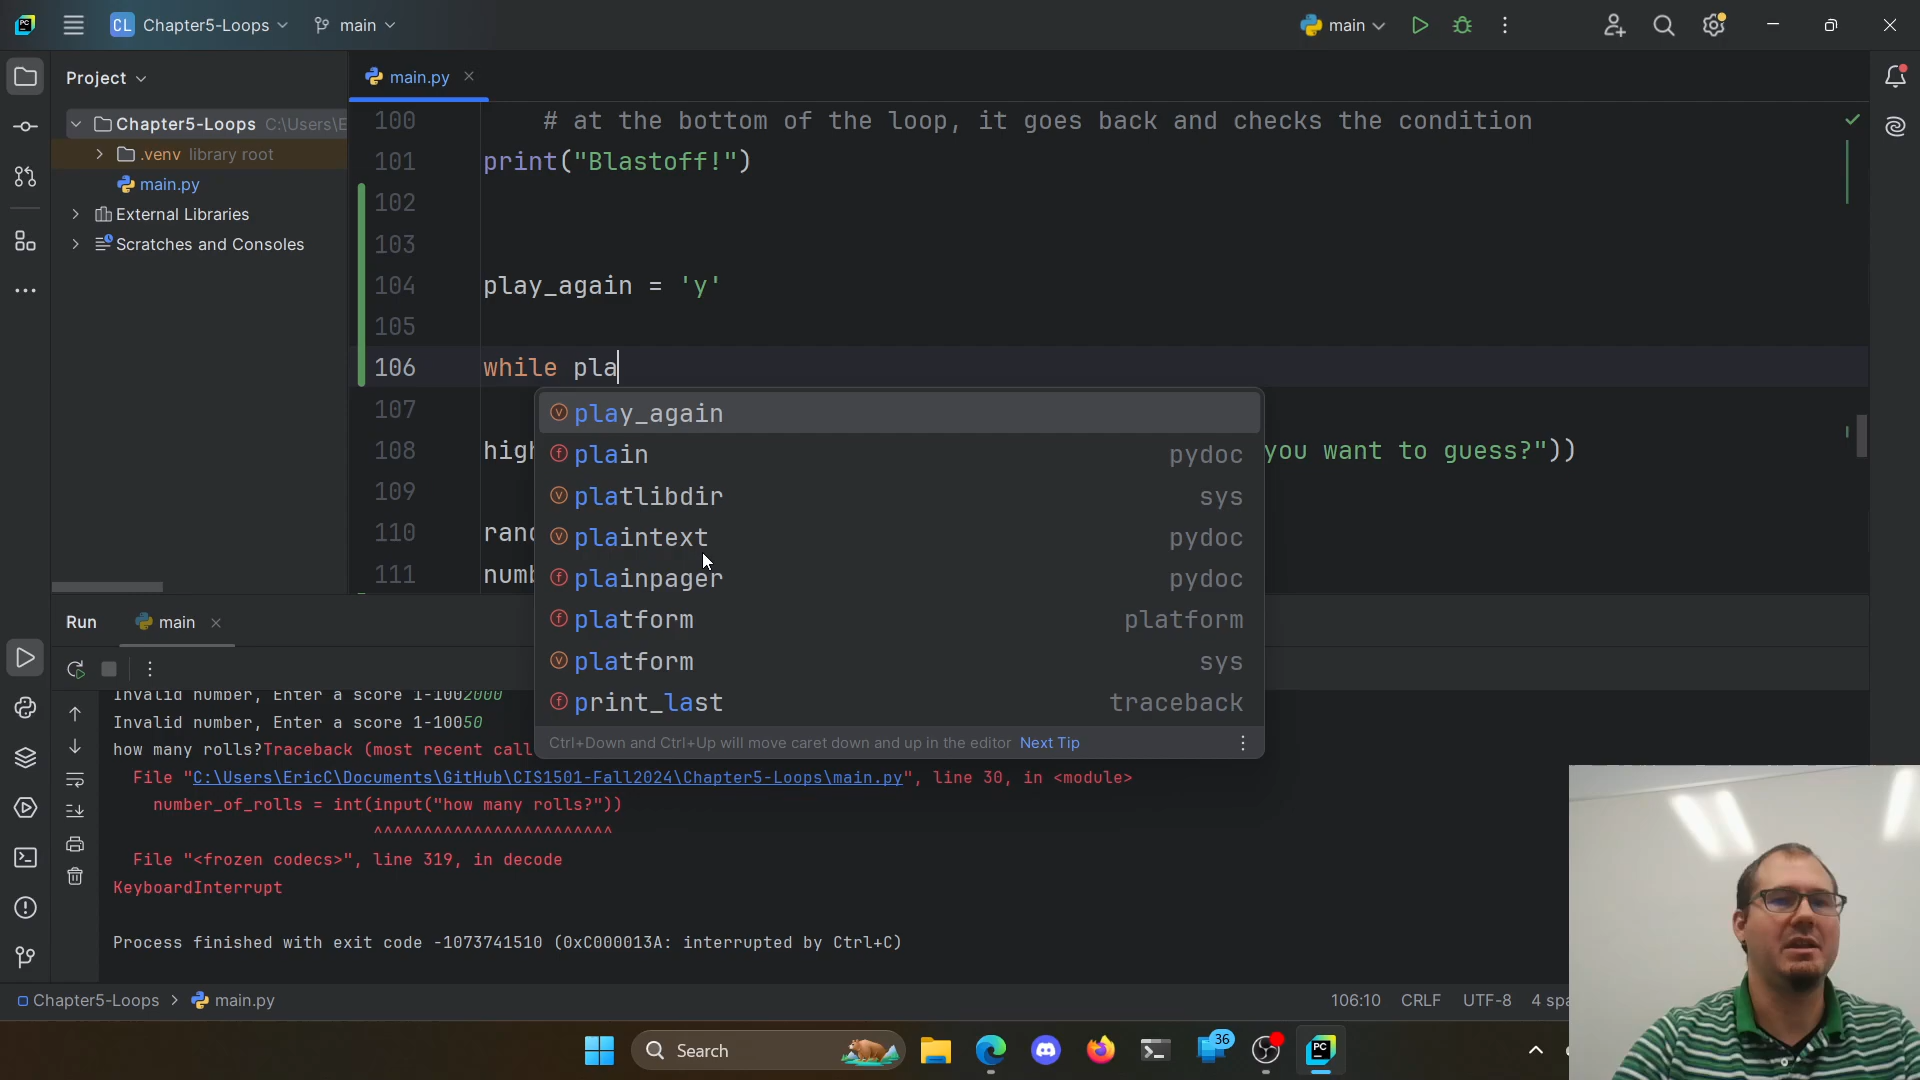 PC
CL Chapter5-Loops
main
main
Project
main.py
Chapter5-Loops C:\Users\E
.venv library root
main.py
External Libraries
Scratches and Consoles
100 # at the bottom of the loop, it goes back and checks the condition
101 print("Blastoff!")
102
103
104 play_again = 'y'
105
106 while pla
107
108 high you want to guess?"))
109
110 rand
111 numb
play_again
plain pydoc
platlibdir sys
plaintext pydoc
plainpager pydoc
platform platform
platform sys
print_last traceback
Ctrl+Down and Ctrl+Up will move caret down and up in the editor Next Tip
Run
main
Invalid number, Enter a score 1-1002000
Invalid number, Enter a score 1-10050
how many rolls?Traceback (most recent call
File "C:\Users\EricC\Documents\GitHub\CIS1501-Fall2024\Chapter5-Loops\main.py", line 30, in <module>
number_of_rolls = int(input("how many rolls?"))
^^^^^^^^^^^^^^^^^^^^^^^^
File "<frozen codecs>", line 319, in decode
KeyboardInterrupt
Process finished with exit code -1073741510 (0xC000013A: interrupted by Ctrl+C)
Chapter5-Loops > main.py
106:10 CRLF UTF-8 4 spa
Search
36
PC